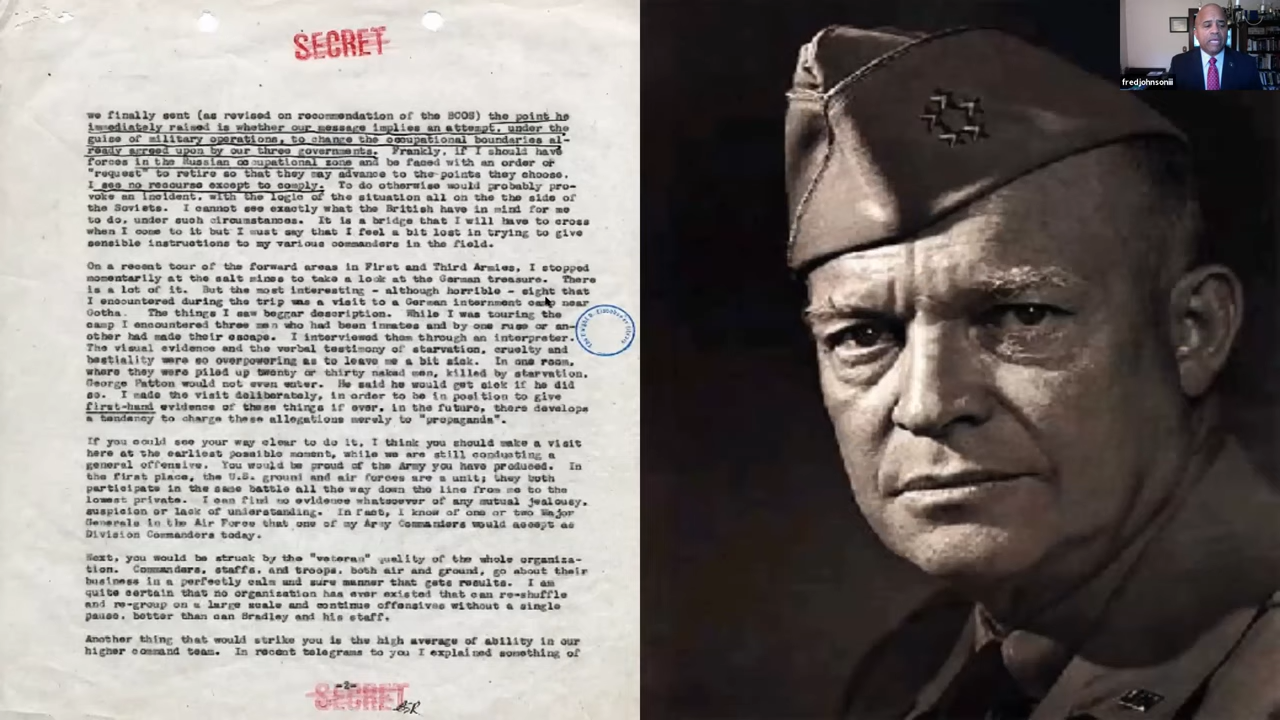 SECRET
we finally sent (as revised on recommendation of the BCOS) the point he
immediately raised is whether our message implies an attempt, under the
guise of military operations, to change the occupational boundaries al-
ready agreed upon by our three governments. Frankly, if I should have
forces in the Russian occupational zone and be faced with an order or
"request" to retire so that they may advance to the points they choose,
I see no recourse except to comply. To do otherwise would probably pro-
voke an incident, with the logic of the situation all on the the side of
the Soviets. I cannot see exactly what the British have in mind for me
to do, under such circumstances. It is a bridge that I will have to cross
when I come to it but I must say that I feel a bit lost in trying to give
sensible instructions to my various commanders in the field.
On a recent tour of the forward areas in First and Third Armies, I stopped
momentarily at the salt mines to take a look at the German treasure. There
is a lot of it. But the most interesting - although horrible - sight that
I encountered during the trip was a visit to a German internment camp near
Gotha. The things I saw beggar description. While I was touring the
camp I encountered three men who had been inmates and by one ruse or an-
other had made their escape. I interviewed them through an interpreter.
The visual evidence and the verbal testimony of starvation, cruelty and
bestiality were so overpowering as to leave me a bit sick. In one room,
where they were piled up twenty or thirty naked men, killed by starvation,
George Patton would not even enter. He said he would get sick if he did
so. I made the visit deliberately, in order to be in position to give
first-hand evidence of these things if ever, in the future, there develops
a tendency to charge these allegations merely to "propaganda".
If you could see your way clear to do it, I think you should make a visit
here at the earliest possible moment, while we are still conducting a
general offensive. You would be proud of the Army you have produced. In
the first place, the U.S. ground and air forces are a unit; they both
participate in the same battle all the way down the line from me to the
lowest private. I can find no evidence whatsoever of any mutual jealousy,
suspicion or lack of understanding. In fact, I know of one or two Major
Generals in the Air Force that one of my Army Commanders would accept as
Division Commanders today.
Next, you would be struck by the "veteran" quality of the whole organiza-
tion. Commanders, staffs, and troops, both air and ground, go about their
business in a perfectly calm and sure manner that gets results. I am
quite certain that no organization has ever existed that can re-shuffle
and re-group on a large scale and continue offensives without a single
pause, better than can Bradley and his staff.
Another thing that would strike you is the high average of ability in our
higher command team. In recent telegrams to you I explained something of
-2-
SECRET
fredjohnsoniii